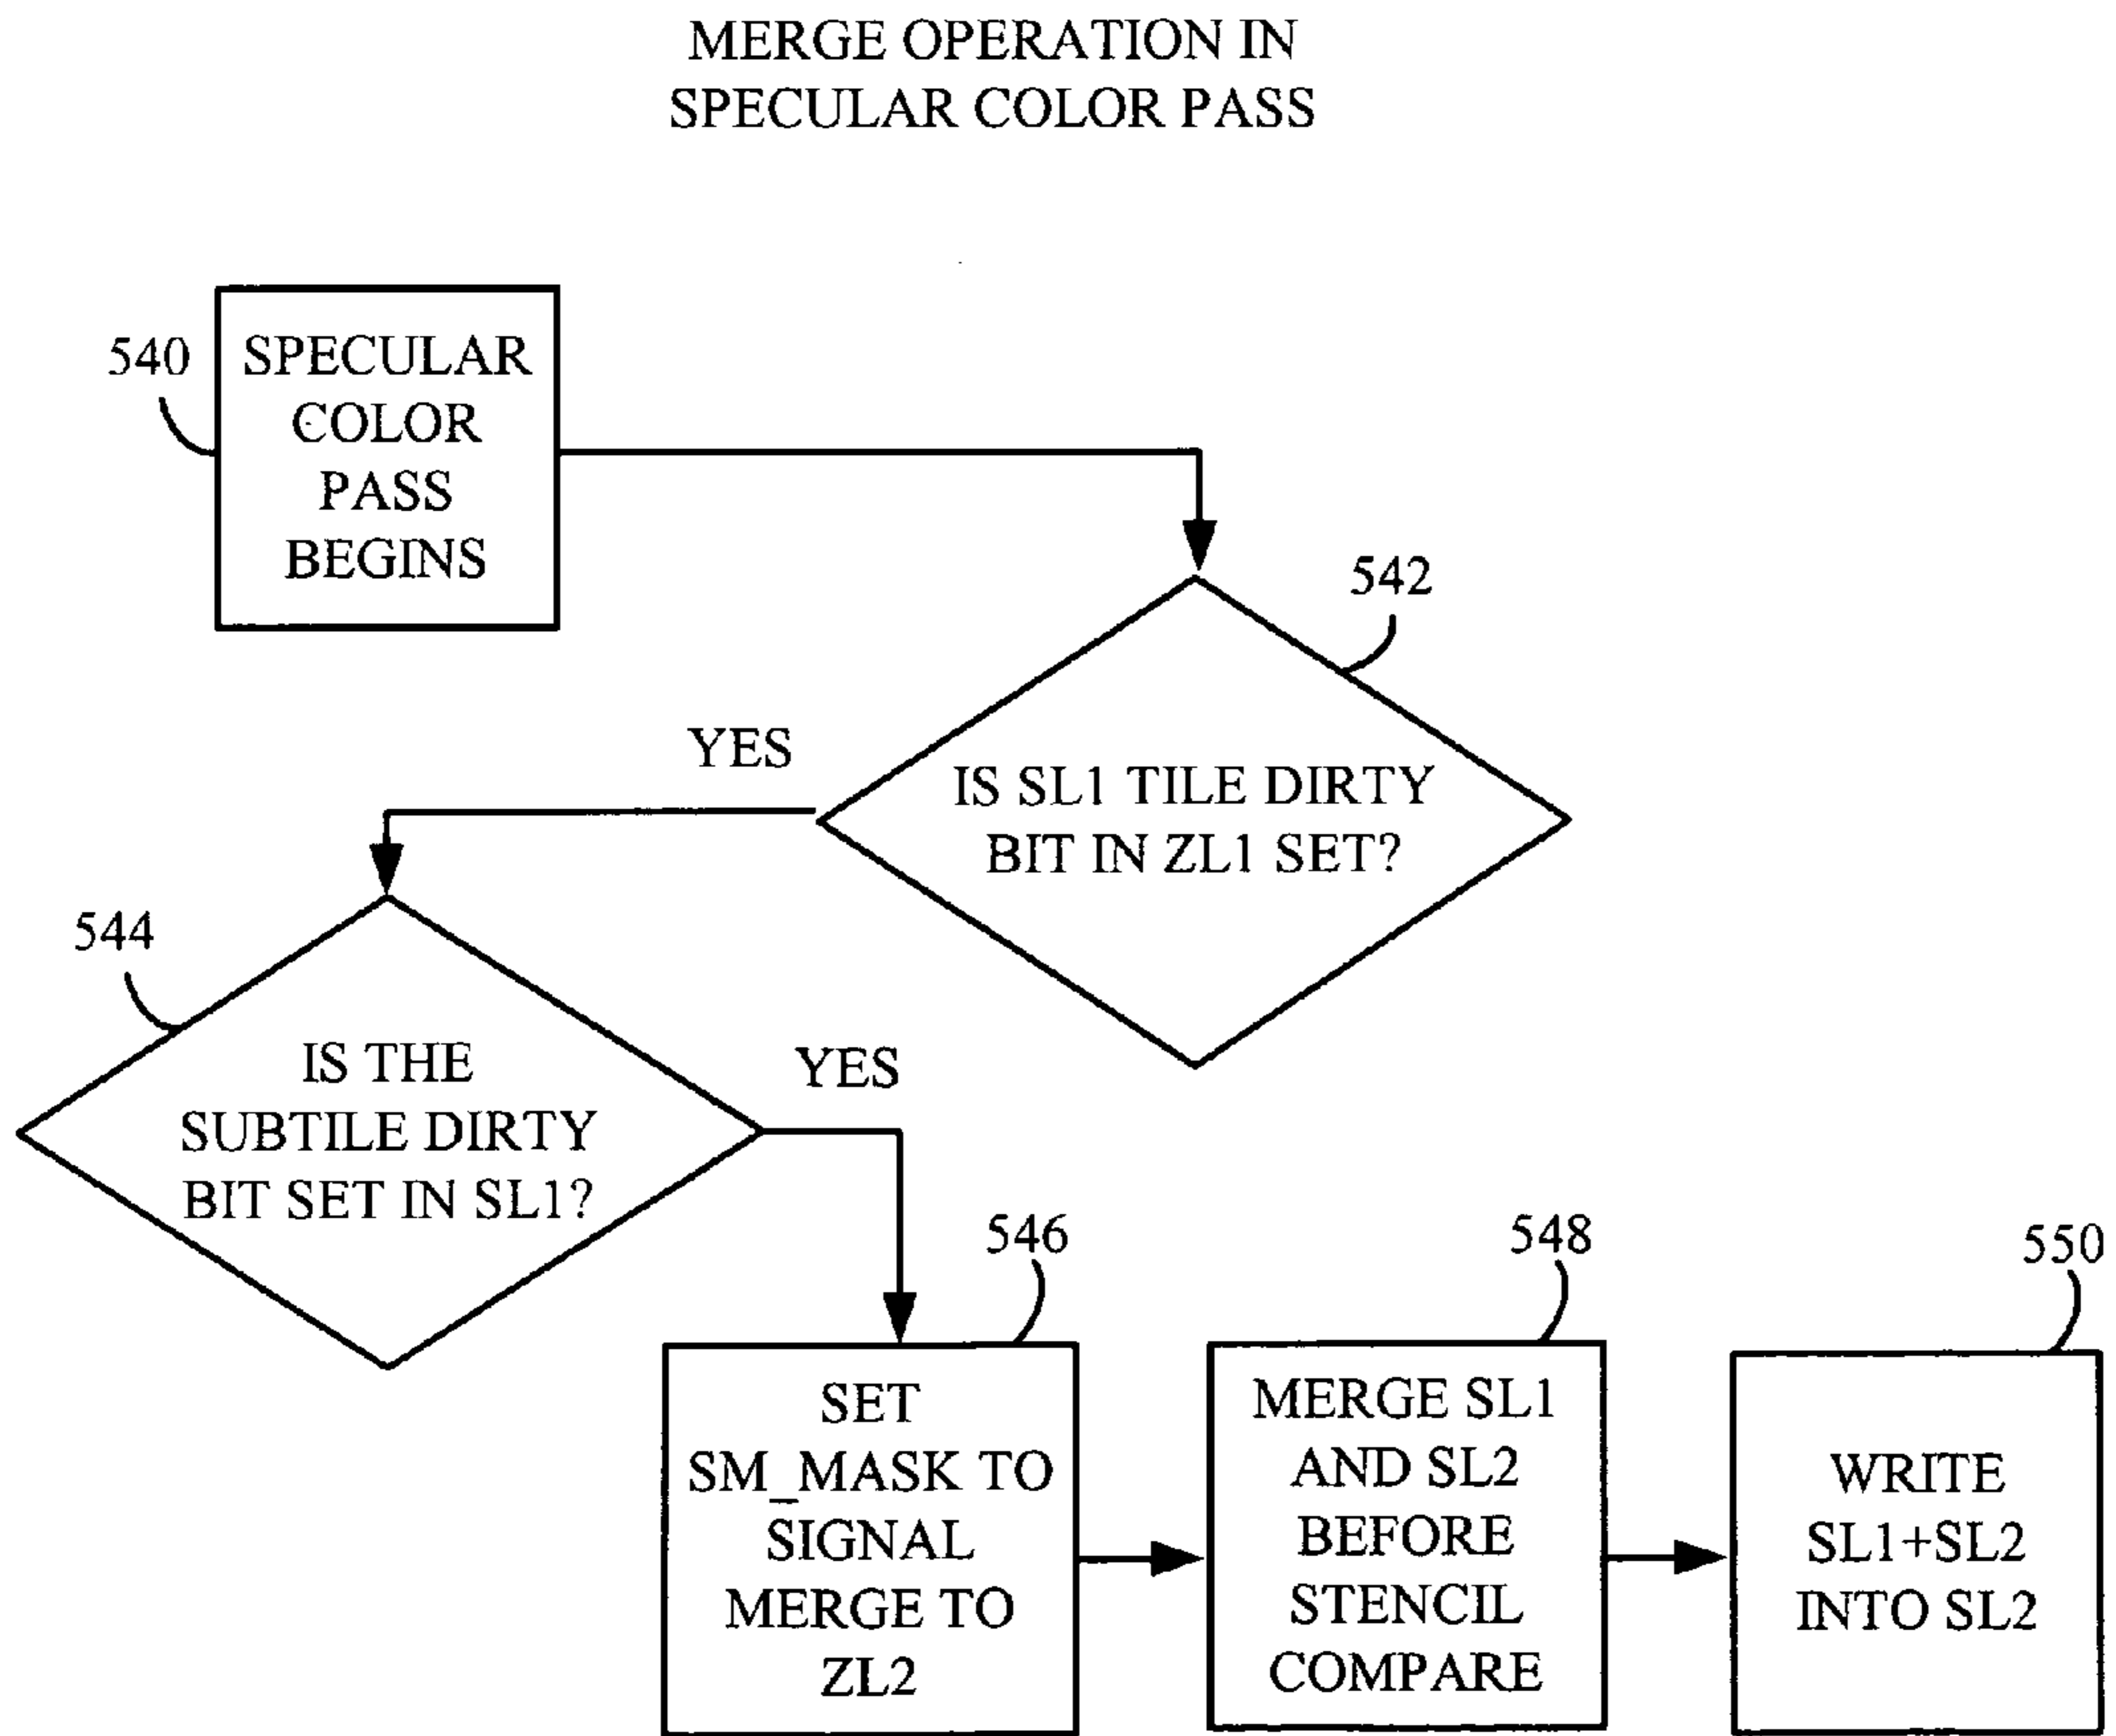 MERGE OPERATION IN
SPECULAR COLOR PASS
540
SPECULAR
COLOR
PASS
BEGINS
542
YES
IS SL1 TILE DIRTY
BIT IN ZL1 SET?
544
IS THE
SUBTILE DIRTY
BIT SET IN SL1?
YES
546
SET
SM_MASK TO
SIGNAL
MERGE TO
ZL2
548
MERGE SL1
AND SL2
BEFORE
STENCIL
COMPARE
550
WRITE
SL1+SL2
INTO SL2